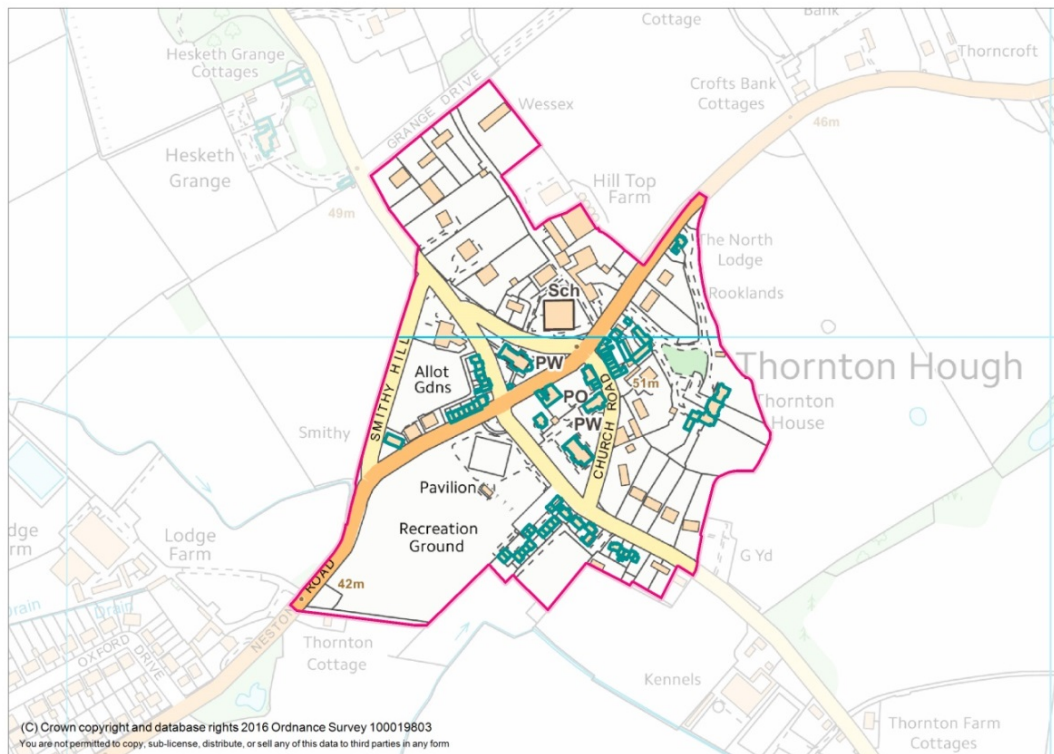 Cottage
Bank
Hesketh Grange
Cottages
Thorncroft
GRANGE DRIVE
Wessex
Crofts Bank
Cottages
46m
Hesketh
Grange
Hill Top
Farm
49m
The North
Lodge
Sch
Rooklands
SMITHY HILL
Allot
Gdns
PW
Thornton Hough
51m
PO
Thornton
House
CHURCH ROAD
Smithy
PW
Pavilion
Recreation
Ground
Lodge
Farm
dge
rm
G Yd
42m
NESTON ROAD
Drain
Drain
OXFORD DRIVE
Thornton
Cottage
Kennels
Thornton Farm
Cottages
(C) Crown copyright and database rights 2016 Ordnance Survey 100019803
You are not permitted to copy, sub-license, distribute, or sell any of this data to third parties in any form